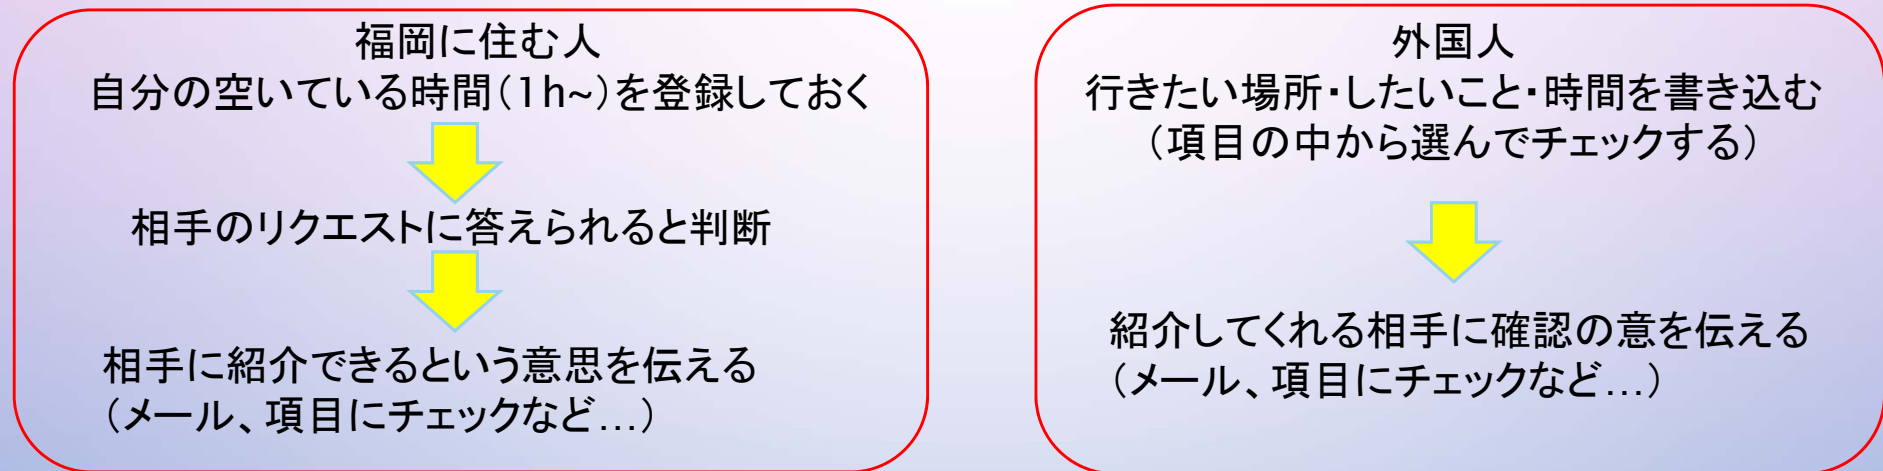 福岡に住む人
自分の空いている時間(1h~)を登録しておく
相手のリクエストに答えられると判断
相手に紹介できるという意思を伝える
(メール、項目にチェックなど…)
外国人
行きたい場所・したいこと・時間を書き込む
(項目の中から選んでチェックする)
紹介してくれる相手に確認の意を伝える
(メール、項目にチェックなど…)